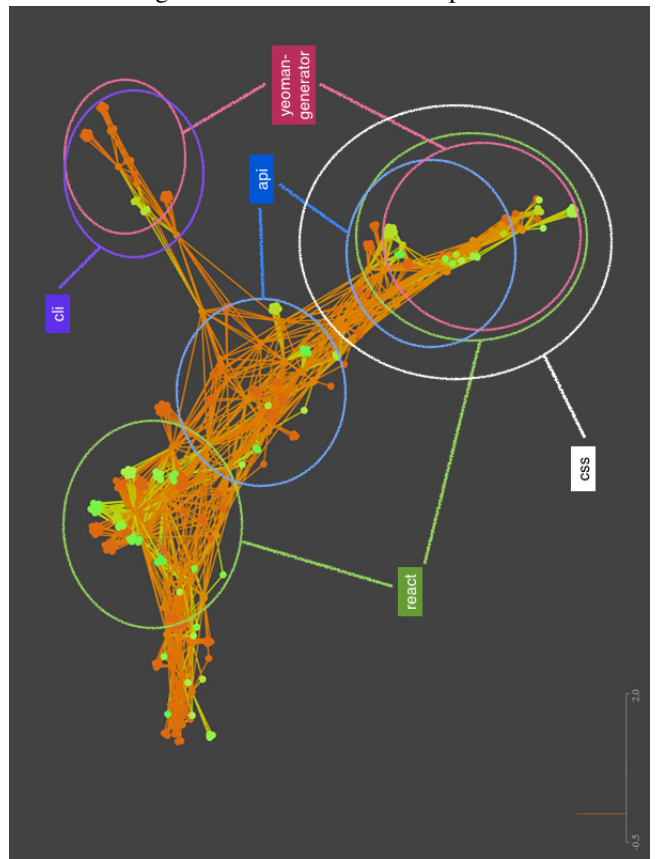 yeoman-
generator
api
cli
css
react
-0.5
2.0